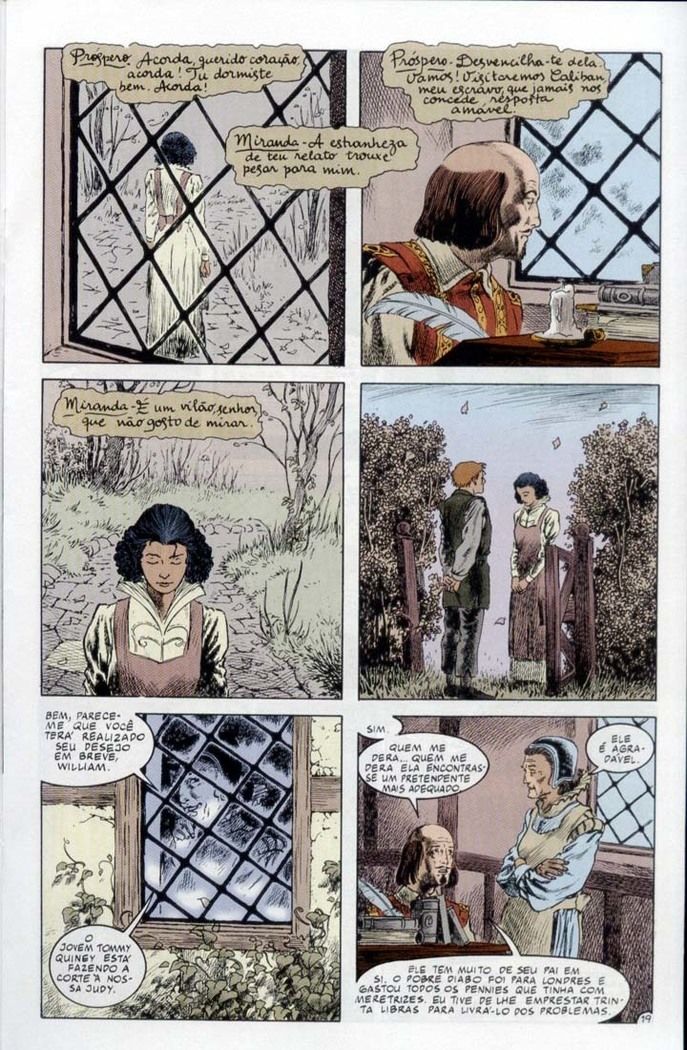 Próspero- Acorda, querido coração,
acorda! Tu dormiste
bem. Acorda!
Miranda-A estranheza
de teu relato trouxe
pesar para mim.
Próspero-Desvencilha-te dela.
Vamos! Visitaremos Caliban,
meu escravo, que jamais nos
concede resposta
amável.
Miranda-É um vilão, senhor,
que não gosto de mirar.
BEM, PARECE-
ME QUE VOCÊ
TERÁ REALIZADO
SEU DESEJO
EM BREVE,
WILLIAM.
O
JOVEM TOMMY
QUINEY ESTÁ
FAZENDO A
CORTE À NOS-
SA JUDY.
SIM.
QUEM ME
DERA... QUEM ME
DERA ELA ENCONTRAS-
SE UM PRETENDENTE
MAIS ADEQUADO.
ELE
É AGRA-
DÁVEL.
ELE TEM MUITO DE SEU PAI EM
SI. O POBRE DIABO FOI PARA LONDRES E
GASTOU TODOS OS PENNIES QUE TINHA COM
MERETRIZES. EU TIVE DE LHE EMPRESTAR TRIN-
TA LIBRAS PARA LIVRÁ-LO DOS PROBLEMAS.
19